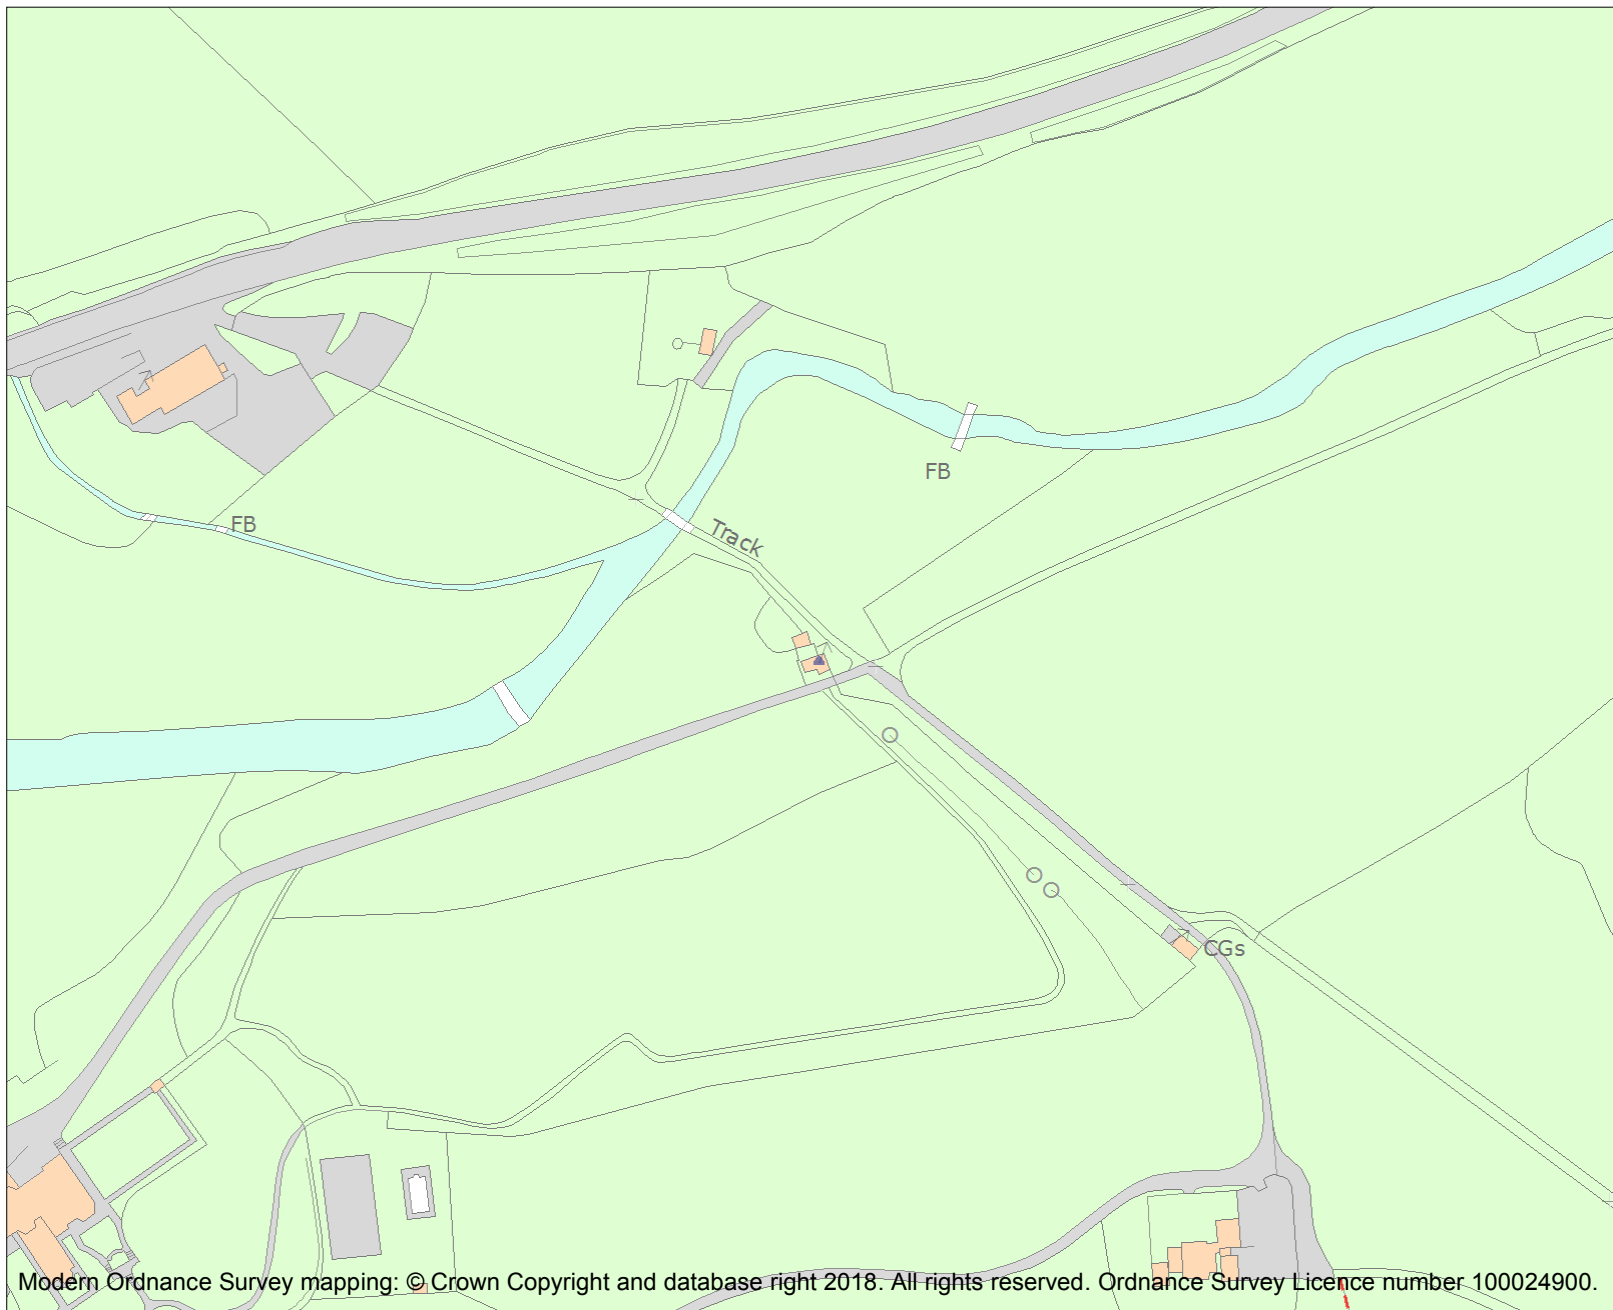 FB
FB
Track
CGs
Modern Ordnance Survey mapping: © Crown Copyright and database right 2018. All rights reserved. Ordnance Survey Licence number 100024900.